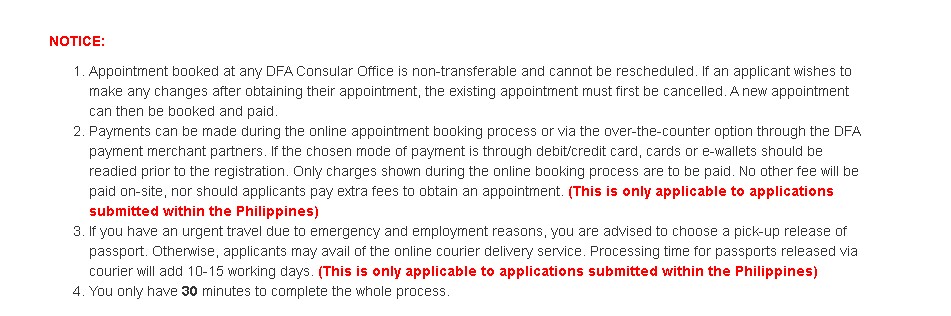 NOTICE:
1. Appointment booked at any DFA Consular Office is non-transferable and cannot be rescheduled. If an applicant wishes to
make any changes after obtaining their appointment, the existing appointment must first be cancelled. A new appointment
can then be booked and paid.
2. Payments can be made during the online appointment booking process or via the over-the-counter option through the DFA
payment merchant partners. If the chosen mode of payment is through debit/credit card, cards or e-wallets should be
readied prior to the registration. Only charges shown during the online booking process are to be paid. No other fee will be
paid on-site, nor should applicants pay extra fees to obtain an appointment. (This is only applicable to applications
submitted within the Philippines)
3. If you have an urgent travel due to emergency and employment reasons, you are advised to choose a pick-up release of
passport. Otherwise, applicants may avail of the online courier delivery service. Processing time for passports released via
courier will add 10-15 working days. (This is only applicable to applications submitted within the Philippines)
4. You only have 30 minutes to complete the whole process.